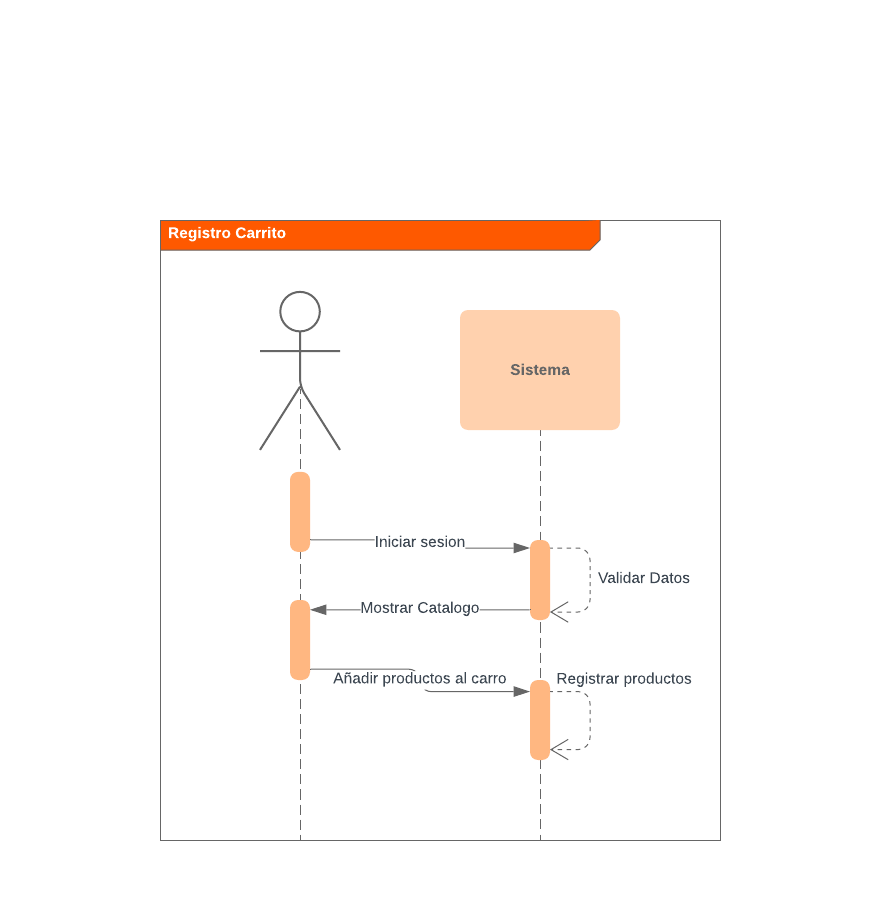 Registro Carrito
Sistema
Iniciar sesion
Validar Datos
Mostrar Catalogo
Añadir productos al carro
Registrar productos